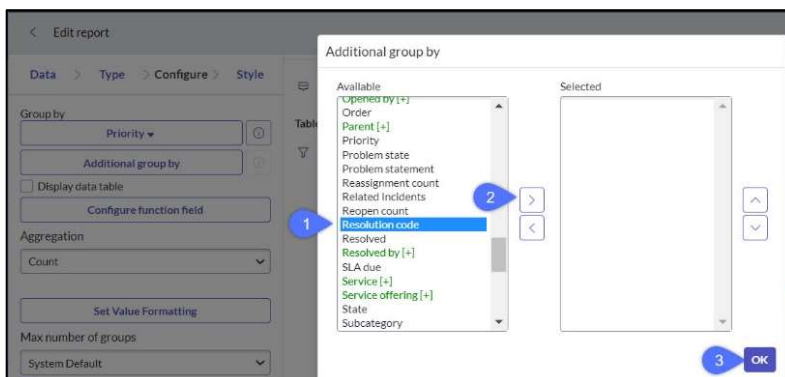 Edit report
Data > Type > Configure > Style
Group by
Priority
Additional group by
Display data table
Configure function field
Aggregation
Count
Set Value Formatting
Max number of groups
System Default
Additional group by
Available
Opened by [+]
Order
Parent [+]
Priority
Problem state
Problem statement
Reassignment count
Related Incidents
Reopen count
Resolution code
Resolved
Resolved by [+]
SLA due
Service [+]
Service offering [+]
State
Subcategory
Selected
1
2
3
OK